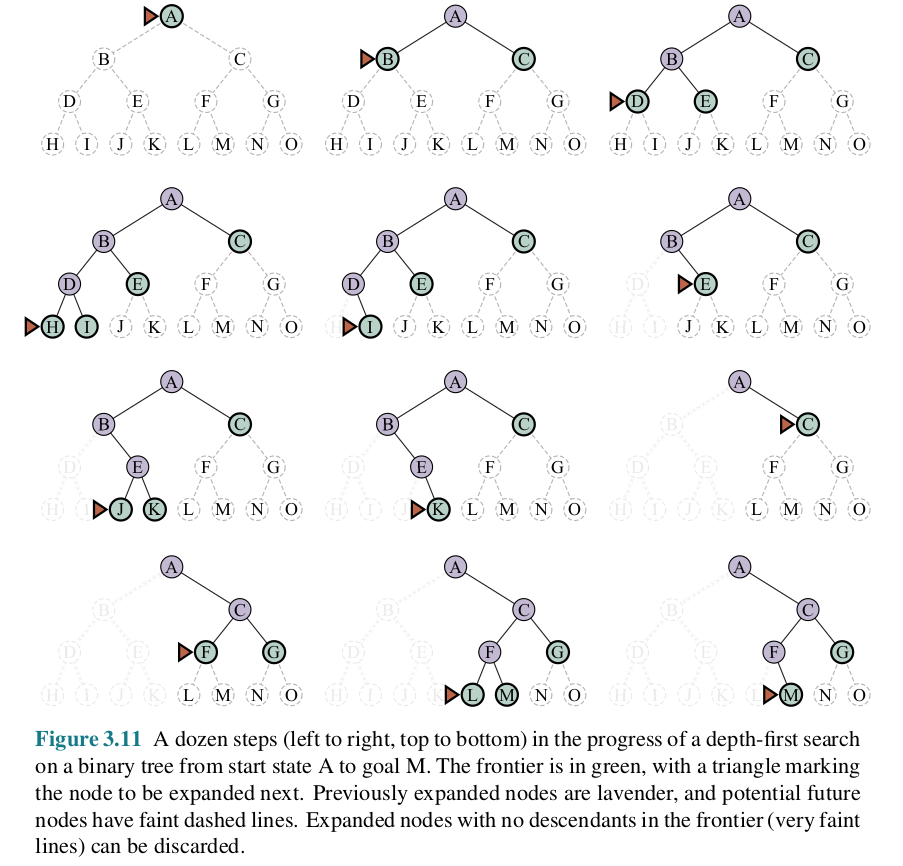 A
B C
D E F G
H I J K L M N O
A
B C
D E F G
H I J K L M N O
A
B C
D E F G
H I J K L M N O
A
B C
D E F G
H I J K L M N O
A
B C
D E F G
H I J K L M N O
A
B C
D E F G
H I J K L M N O
A
B C
D E F G
H I J K L M N O
A
B C
D E F G
H I J K L M N O
A
B C
D E F G
H I J K L M N O
A
B C
D E F G
H I J K L M N O
A
B C
D E F G
H I J K L M N O
A
B C
D E F G
H I J K L M N O
Figure 3.11 A dozen steps (left to right, top to bottom) in the progress of a depth-first search
on a binary tree from start state A to goal M. The frontier is in green, with a triangle marking
the node to be expanded next. Previously expanded nodes are lavender, and potential future
nodes have faint dashed lines. Expanded nodes with no descendants in the frontier (very faint
lines) can be discarded.